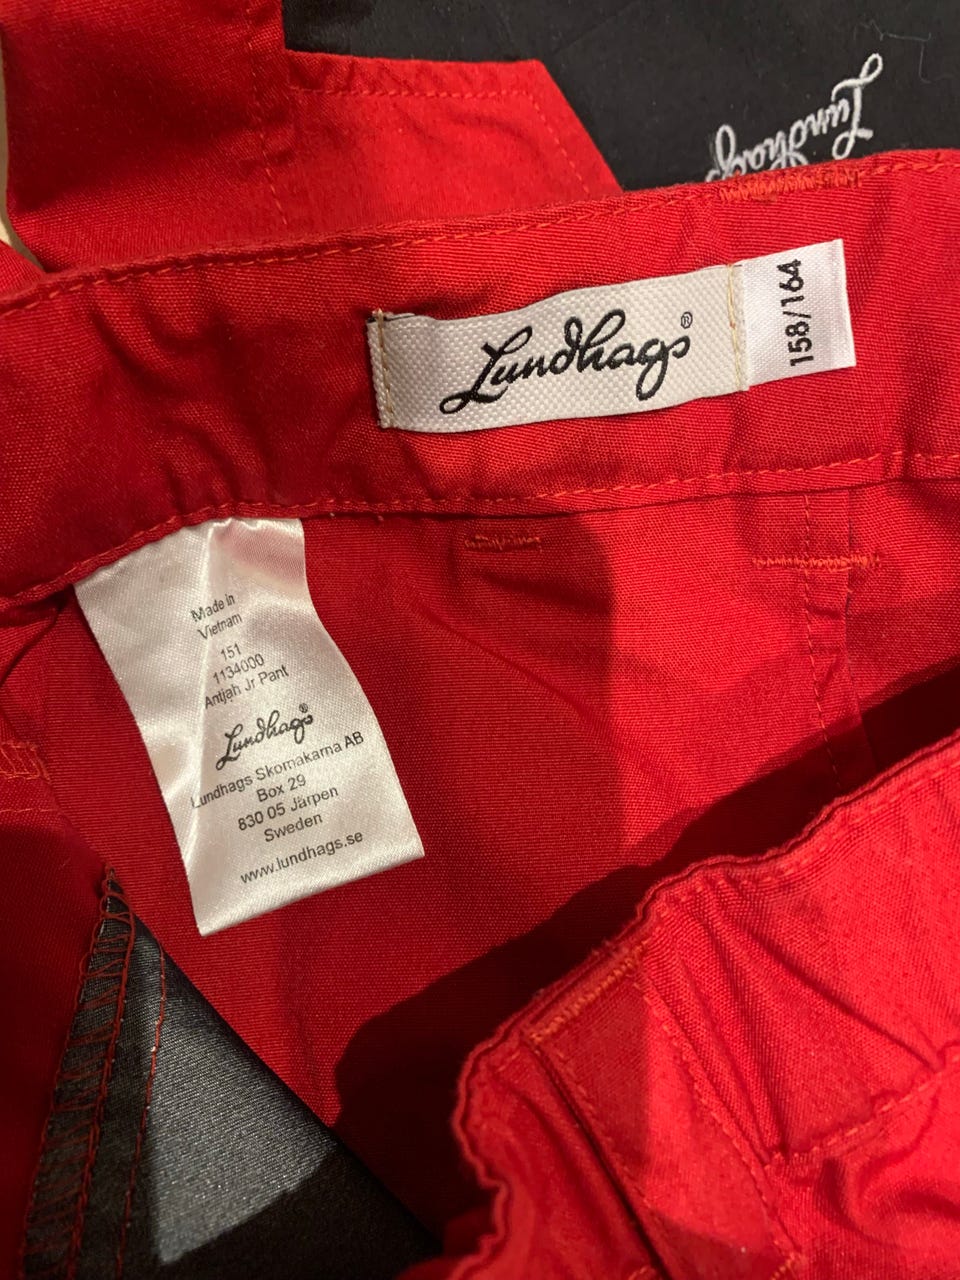 Lundhags
Lundhags®
158/164
Made in
Vietnam
151
1134000
Antjah Jr Pant
Lundhags®
Lundhags Skomakarna AB
Box 29
830 05 Järpen
Sweden
www.lundhags.se